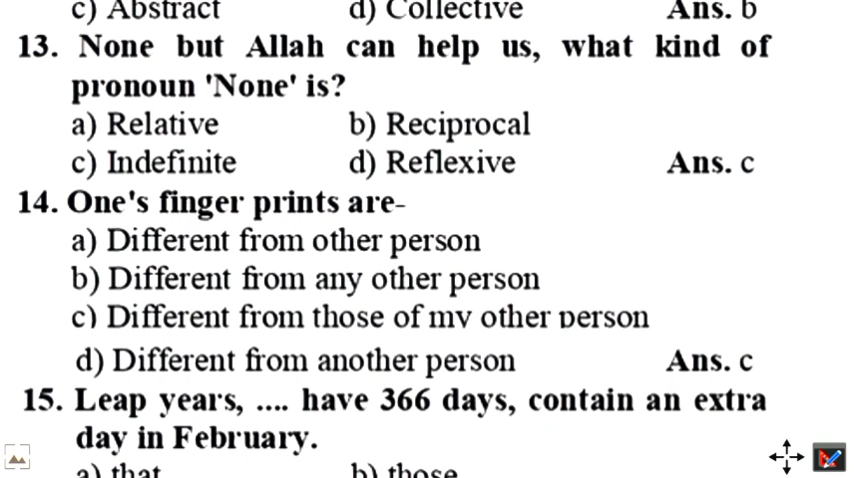 c) Abstract d) Collective Ans. b
13. None but Allah can help us, what kind of
pronoun 'None' is?
a) Relative b) Reciprocal
c) Indefinite d) Reflexive Ans. c
14. One's finger prints are-
a) Different from other person
b) Different from any other person
c) Different from those of my other person
d) Different from another person Ans. c
15. Leap years, .... have 366 days, contain an extra
day in February.
a) that b) those